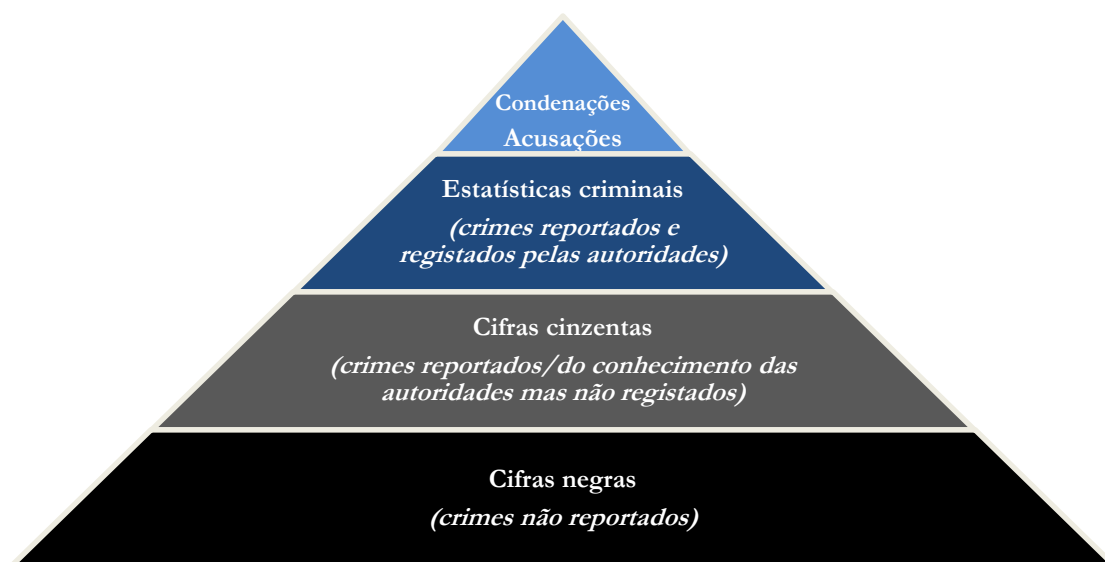 Condenações
Acusações
Estatísticas criminais
(crimes reportados e
registados pelas autoridades)
Cifras cinzentas
(crimes reportados/do conhecimento das
autoridades mas não registados)
Cifras negras
(crimes não reportados)